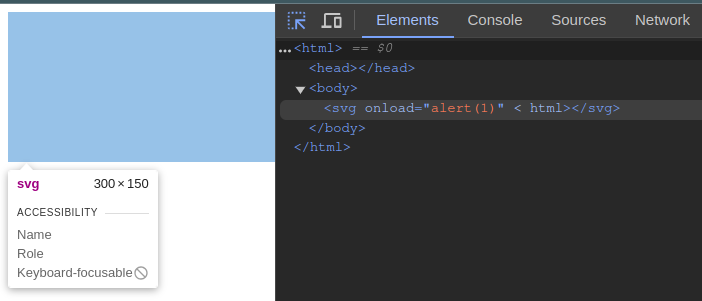 Elements Console Sources Network
…<html> == $0
<head></head>
▼<body>
<svg onload="alert(1)" < html></svg>
</body>
</html>
svg 300×150
ACCESSIBILITY
Name
Role
Keyboard-focusable